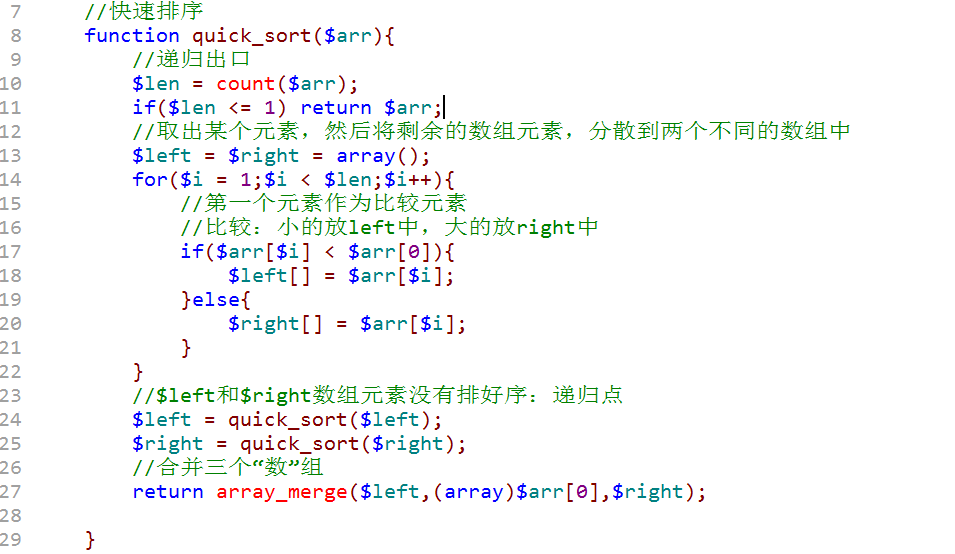 7 //快速排序
8 function quick_sort($arr){
9 //递归出口
10 $len = count($arr);
11 if($len <= 1) return $arr;
12 //取出某个元素，然后将剩余的数组元素，分散到两个不同的数组中
13 $left = $right = array();
14 for($i = 1;$i < $len;$i++){
15 //第一个元素作为比较元素
16 //比较：小的放left中，大的放right中
17 if($arr[$i] < $arr[0]){
18 $left[] = $arr[$i];
19 }else{
20 $right[] = $arr[$i];
21 }
22 }
23 //$left和$right数组元素没有排好序：递归点
24 $left = quick_sort($left);
25 $right = quick_sort($right);
26 //合并三个“数”组
27 return array_merge($left,(array)$arr[0],$right);
28
29 }